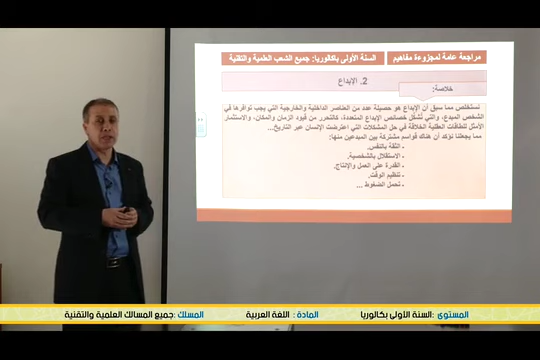 مراجعة عامة لمجزوءة مفاهيم
السنة الأولى باكالوريا: جميع الشعب العلمية والتقنية
2. الإبداع
خلاصة:
نستخلص مما سبق أن الإبداع هو حصيلة عدد من العناصر الداخلية والخارجية التي يجب توافرها في
الشخص المبدع، والتي تشكل خصائص الإبداع المتعددة، كالتحرر من قيود الزمان والمكان، والاستثمار
الأمثل للطاقات العقلية الخلاقة في حل المشكلات التي اعترضت الإنسان عبر التاريخ...
مما يجعلنا نؤكد أن هناك قواسم مشتركة بين المبدعين منها:
- الثقة بالنفس.
- الاستقلال بالشخصية.
- القدرة على العمل والإنتاج.
- تنظيم الوقت.
- تحمل الضغوط ...
المستوى :السنة الأولى بكالوريا
المادة : اللغة العربية
المسلك :جميع المسالك العلمية والتقنية